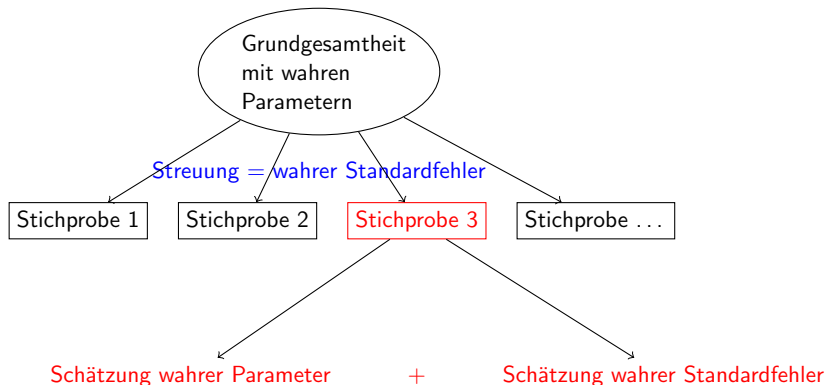 Grundgesamtheit
mit wahren
Parametern
Streuung = wahrer Standardfehler
Stichprobe 1
Stichprobe 2
Stichprobe 3
Stichprobe ...
Schätzung wahrer Parameter + Schätzung wahrer Standardfehler